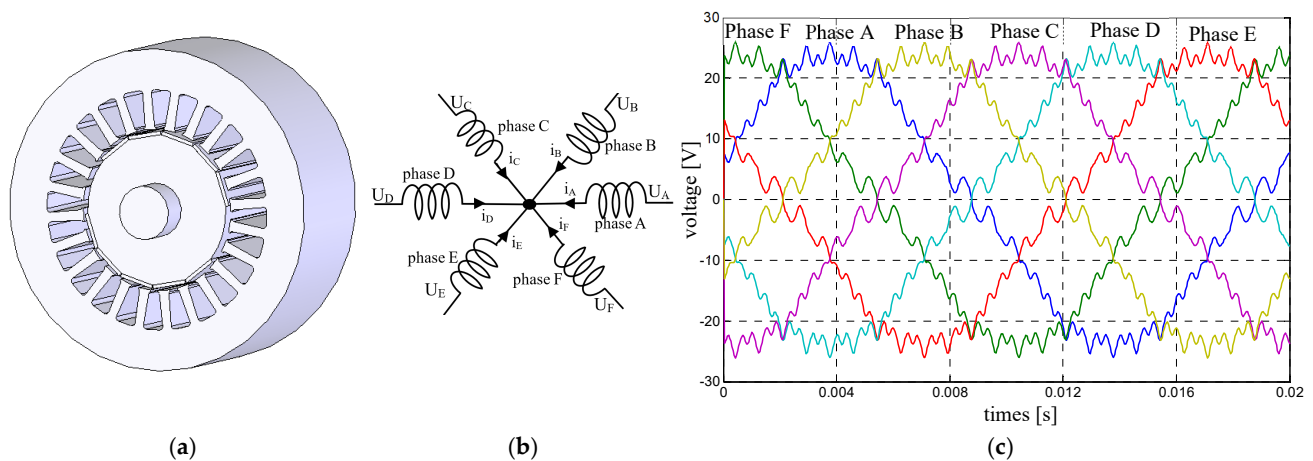 U_C
phase C
i_C
U_B
i_B
phase B
phase D
U_D
i_D
i_A
U_A
phase A
i_E
phase E
U_E
i_F
phase F
U_F
30
20
10
0
-10
-20
-30
voltage [V]
Phase F Phase A Phase B Phase C Phase D Phase E
0 0.004 0.008 0.012 0.016 0.02
times [s]
(a) (b) (c)